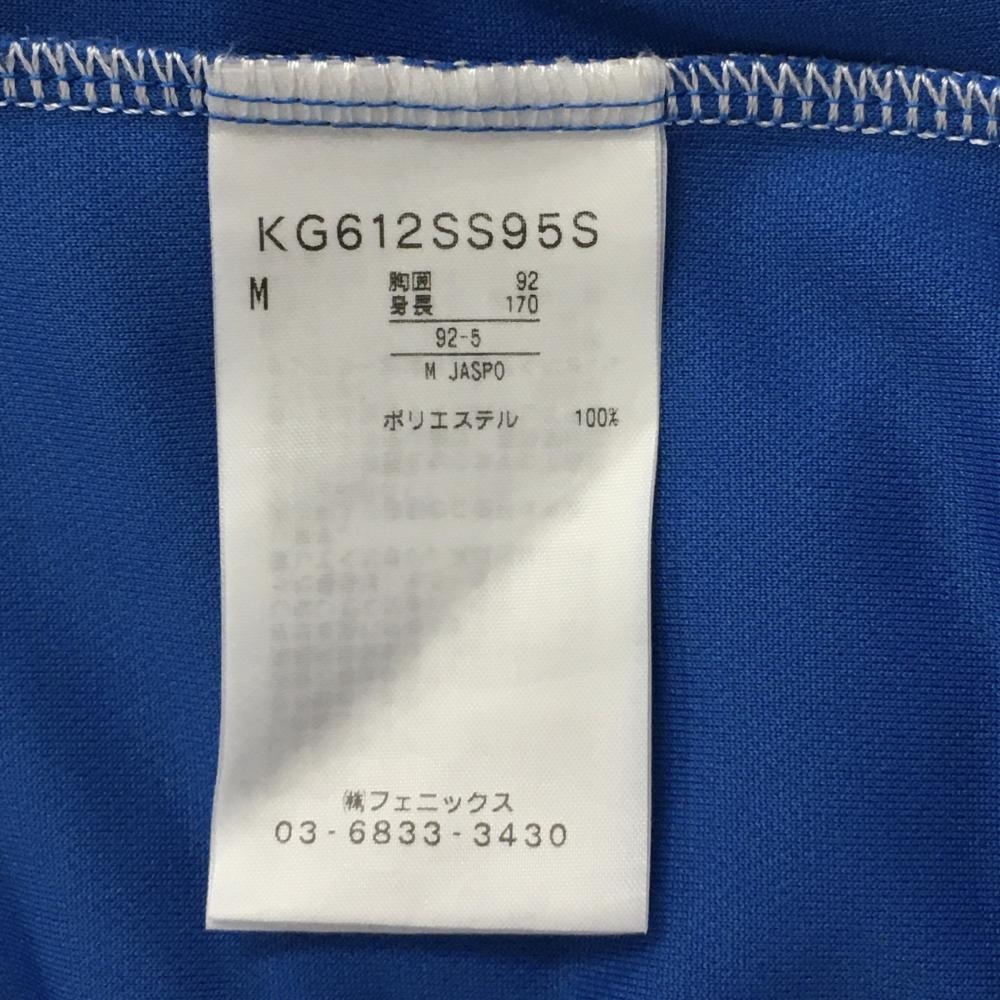 KG612SS95S
M
胸囲 92
身長 170
92-5
M JASPO
ポリエステル 100%
㈱フェニックス
03-6833-3430